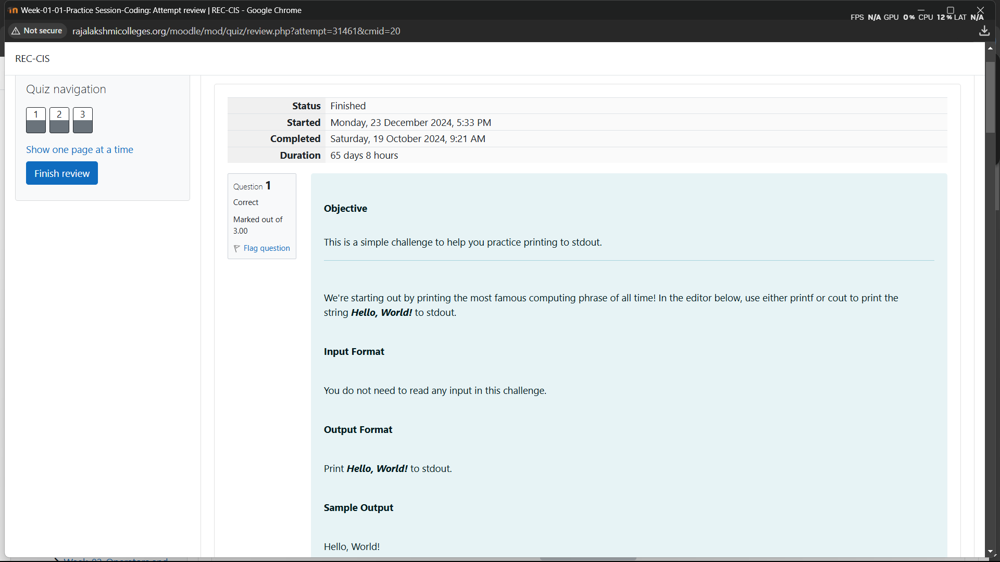 Week-01-01-Practice Session-Coding: Attempt review | REC-CIS - Google Chrome
FPS N/A GPU 0% CPU 12% LAT N/A
Not secure rajalakshmicolleges.org/moodle/mod/quiz/review.php?attempt=31461&cmid=20
REC-CIS
Quiz navigation
1 2 3
Show one page at a time
Finish review
Status Finished
Started Monday, 23 December 2024, 5:33 PM
Completed Saturday, 19 October 2024, 9:21 AM
Duration 65 days 8 hours
Question 1
Correct
Marked out of
3.00
Flag question
Objective
This is a simple challenge to help you practice printing to stdout.
We're starting out by printing the most famous computing phrase of all time! In the editor below, use either printf or cout to print the
string Hello, World! to stdout.
Input Format
You do not need to read any input in this challenge.
Output Format
Print Hello, World! to stdout.
Sample Output
Hello, World!